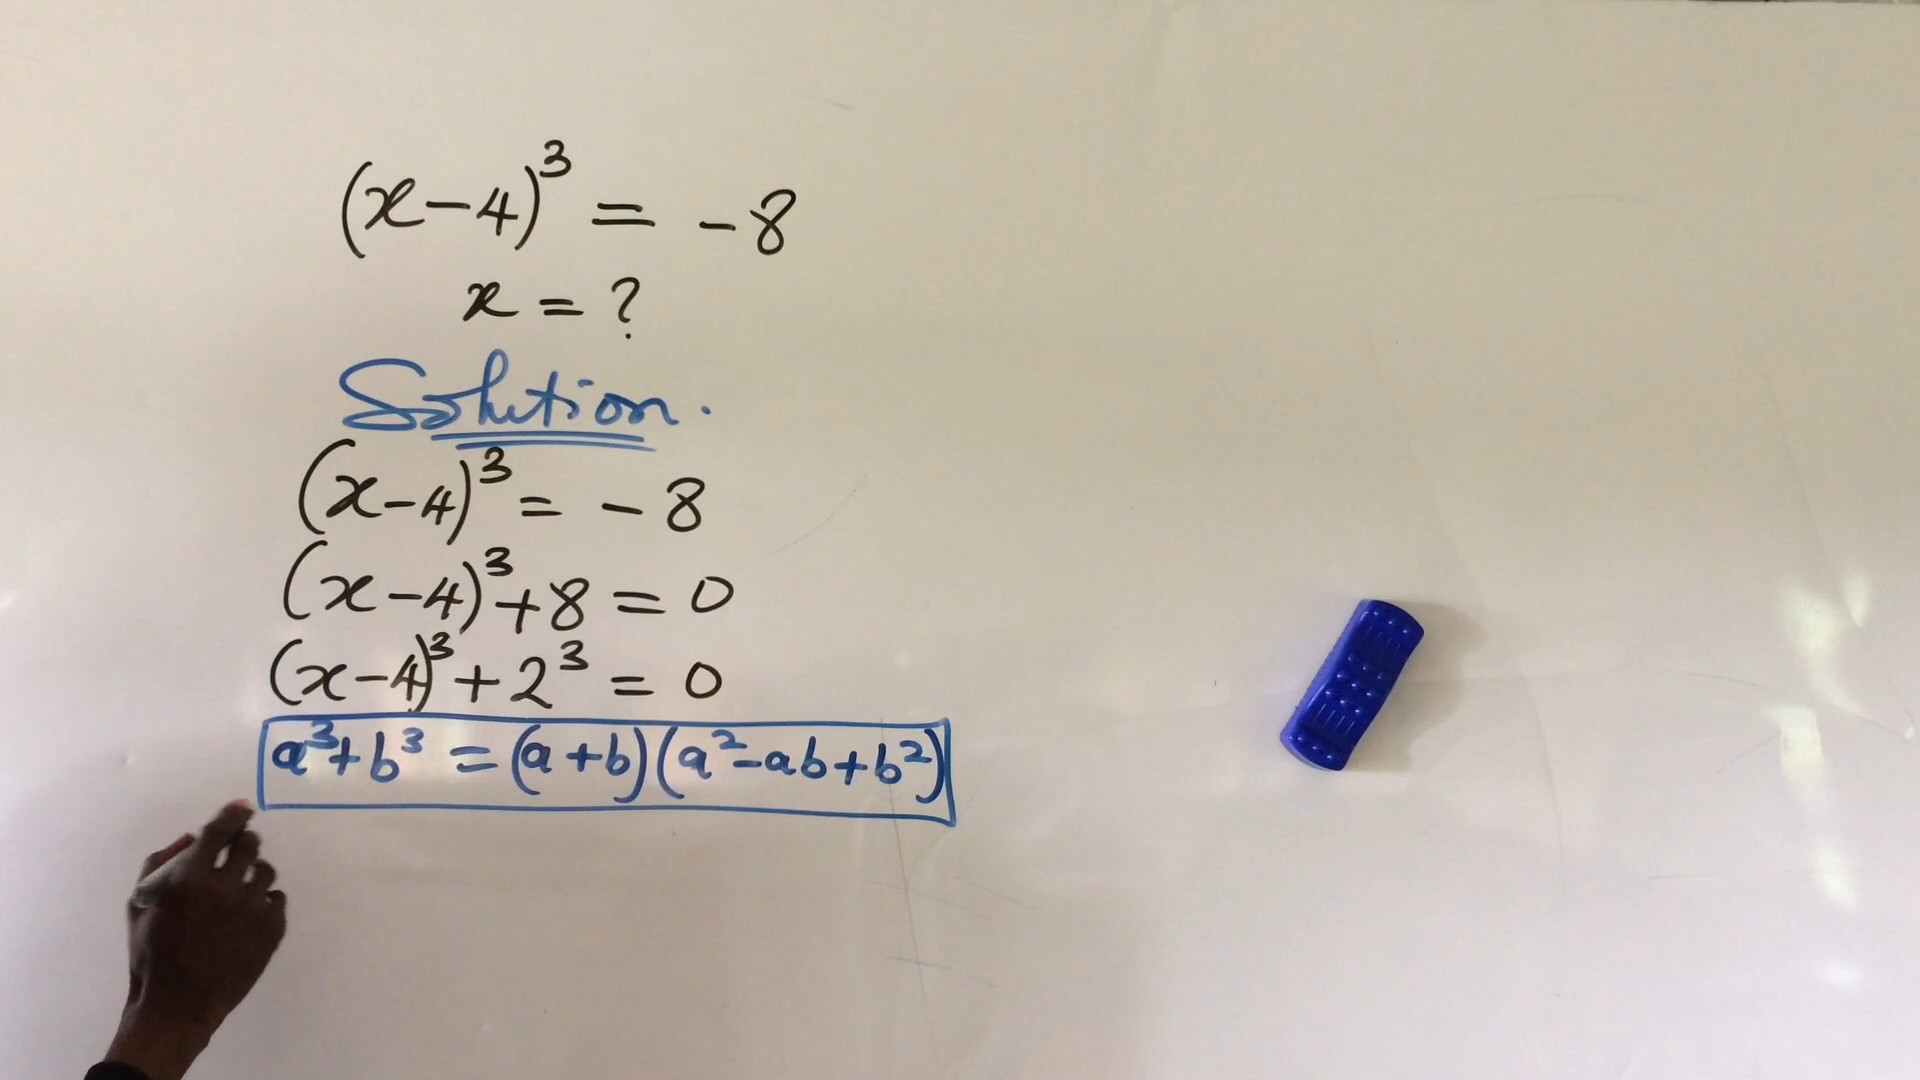 (x-4)³ = -8
x = ?
Solution.
(x-4)³ = -8
(x-4)³+8 = 0
(x-4)³+2³ = 0
a³+b³ = (a+b)(a²-ab+b²)